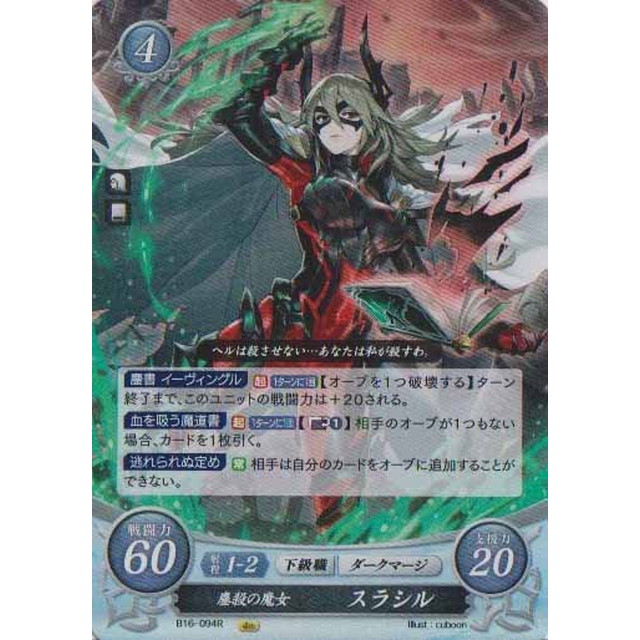 4
ヘルは殺させない…あなたは私が殺すわ。
鏖書 イーヴィングル 起 1ターンに1回 【オーブを1つ破壊する】ターン
終了まで、このユニットの戦闘力は+20される。
血を吸う魔道書 起 1ターンに1回 【1】相手のオーブが1つもない
場合、カードを1枚引く。
逃れられぬ定め 常 相手は自分のカードをオーブに追加することが
できない。
戦闘力
60
射程 1-2
下級職
ダークマージ
支援力
20
鏖殺の魔女 スラシル
B16-094R
Illust：cuboon